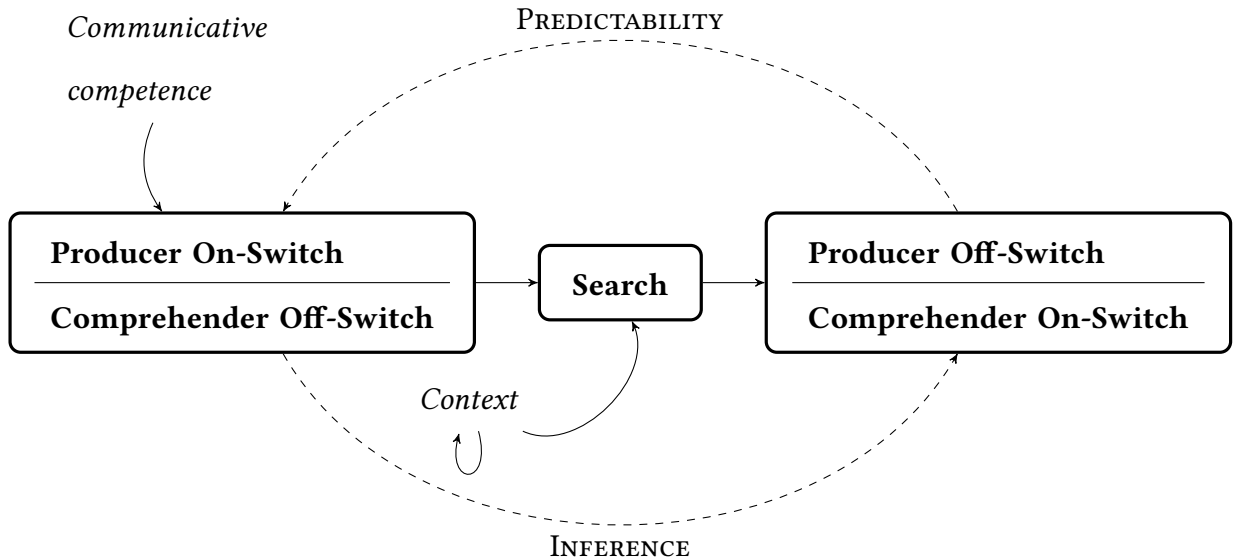 Communicative
competence
PREDICTABILITY
Producer On-Switch
Comprehender Off-Switch
Search
Producer Off-Switch
Comprehender On-Switch
Context
INFERENCE